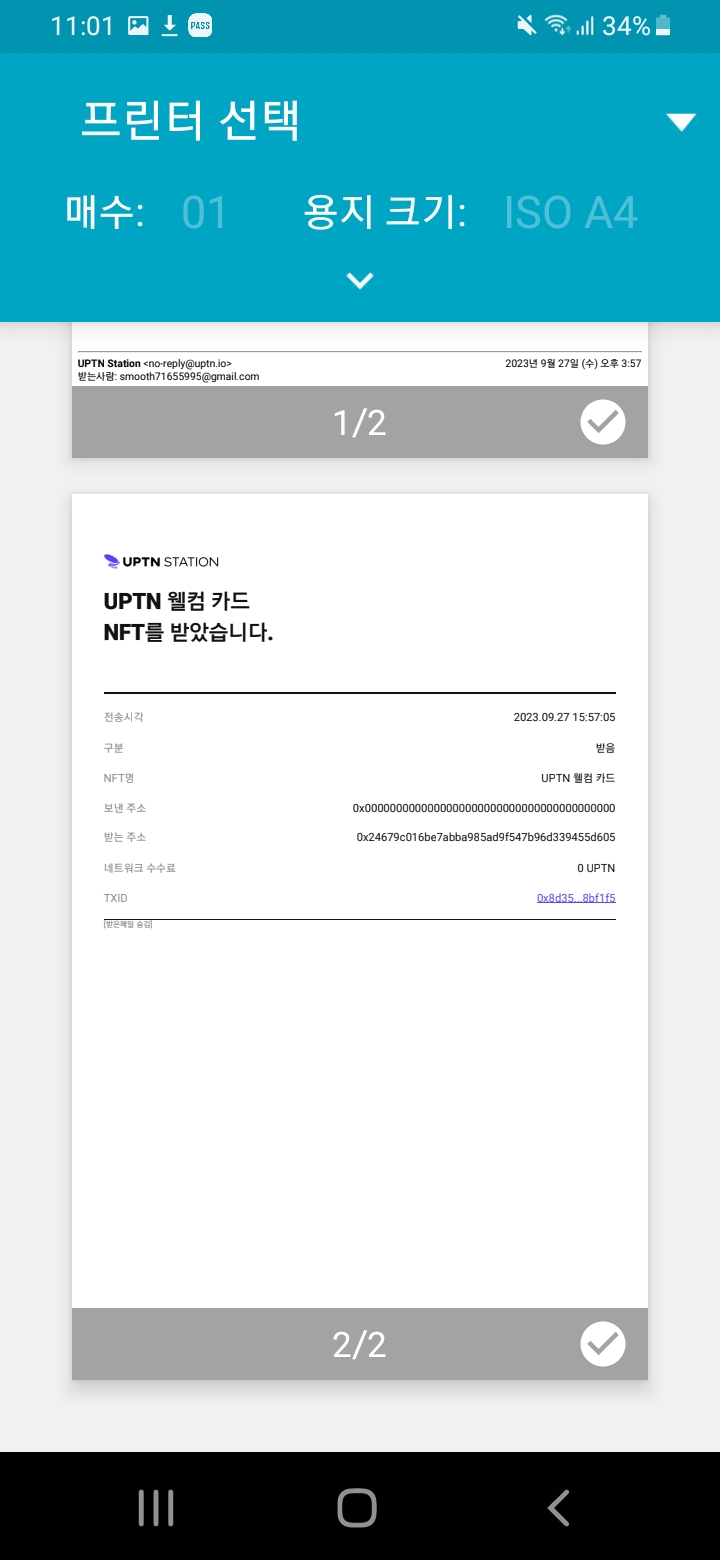 11:01 PASS 34%
프린터 선택
매수: 01 용지 크기: ISO A4
UPTN Station <no-reply@uptn.io> 2023년 9월 27일 (수) 오후 3:57
받는사람: smooth71655995@gmail.com
1/2
UPTN STATION
UPTN 웰컴 카드
NFT를 받았습니다.
전송시각 2023.09.27 15:57:05
구분 받음
NFT명 UPTN 웰컴 카드
보낸 주소 0x0000000000000000000000000000000000000000
받는 주소 0x24679c016be7abba985ad9f547b96d339455d605
네트워크 수수료 0 UPTN
TXID 0x8d35...8bf1f5
[받은메일 숨김]
2/2